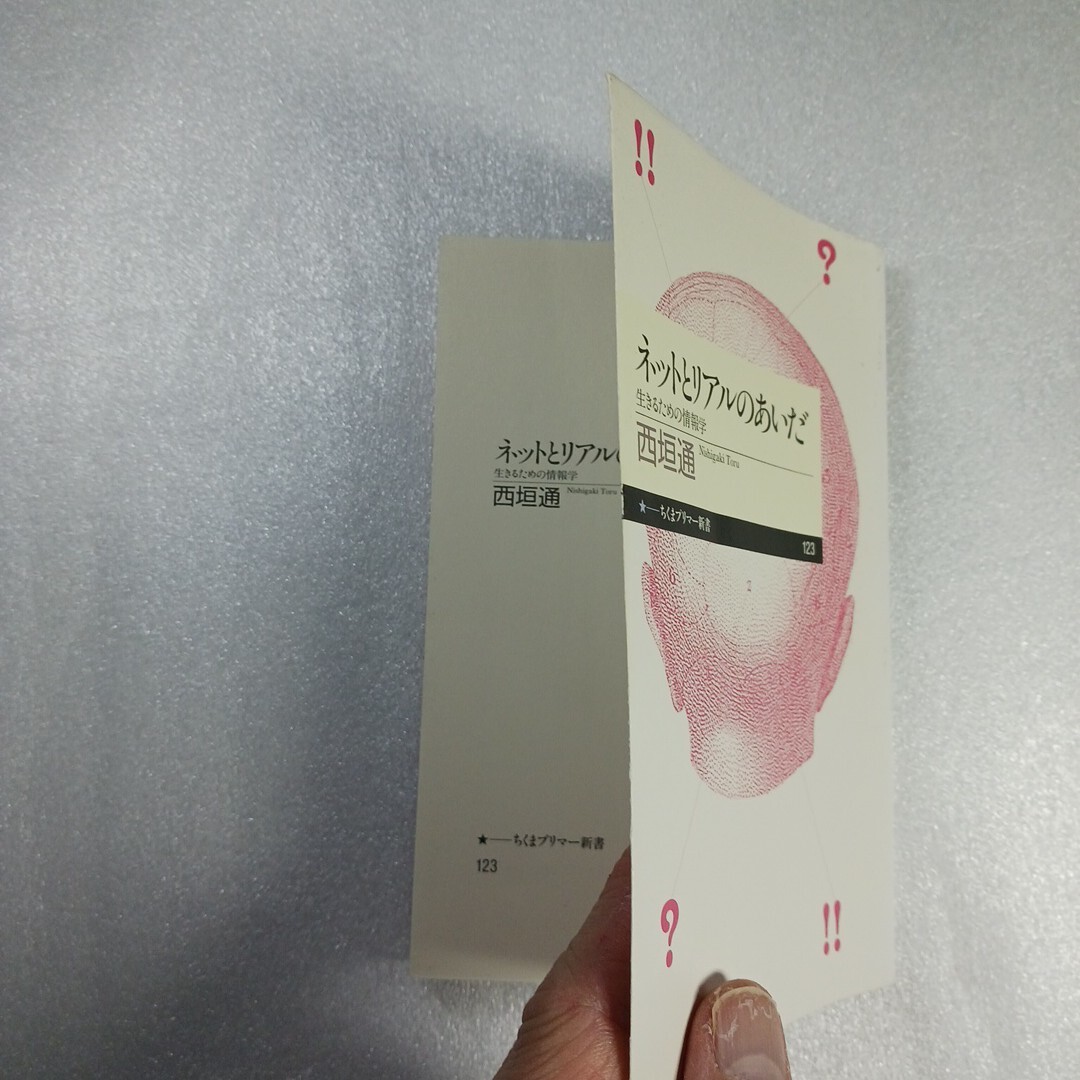 !!
?
ネットとリアルのあいだ
生きるための情報学
西垣通 Nishigaki Toru
★──ちくまプリマー新書
123
?
!!
ネットとリアル
生きるための情報学
西垣通 Nishigaki Toru
★──ちくまプリマー新書
123